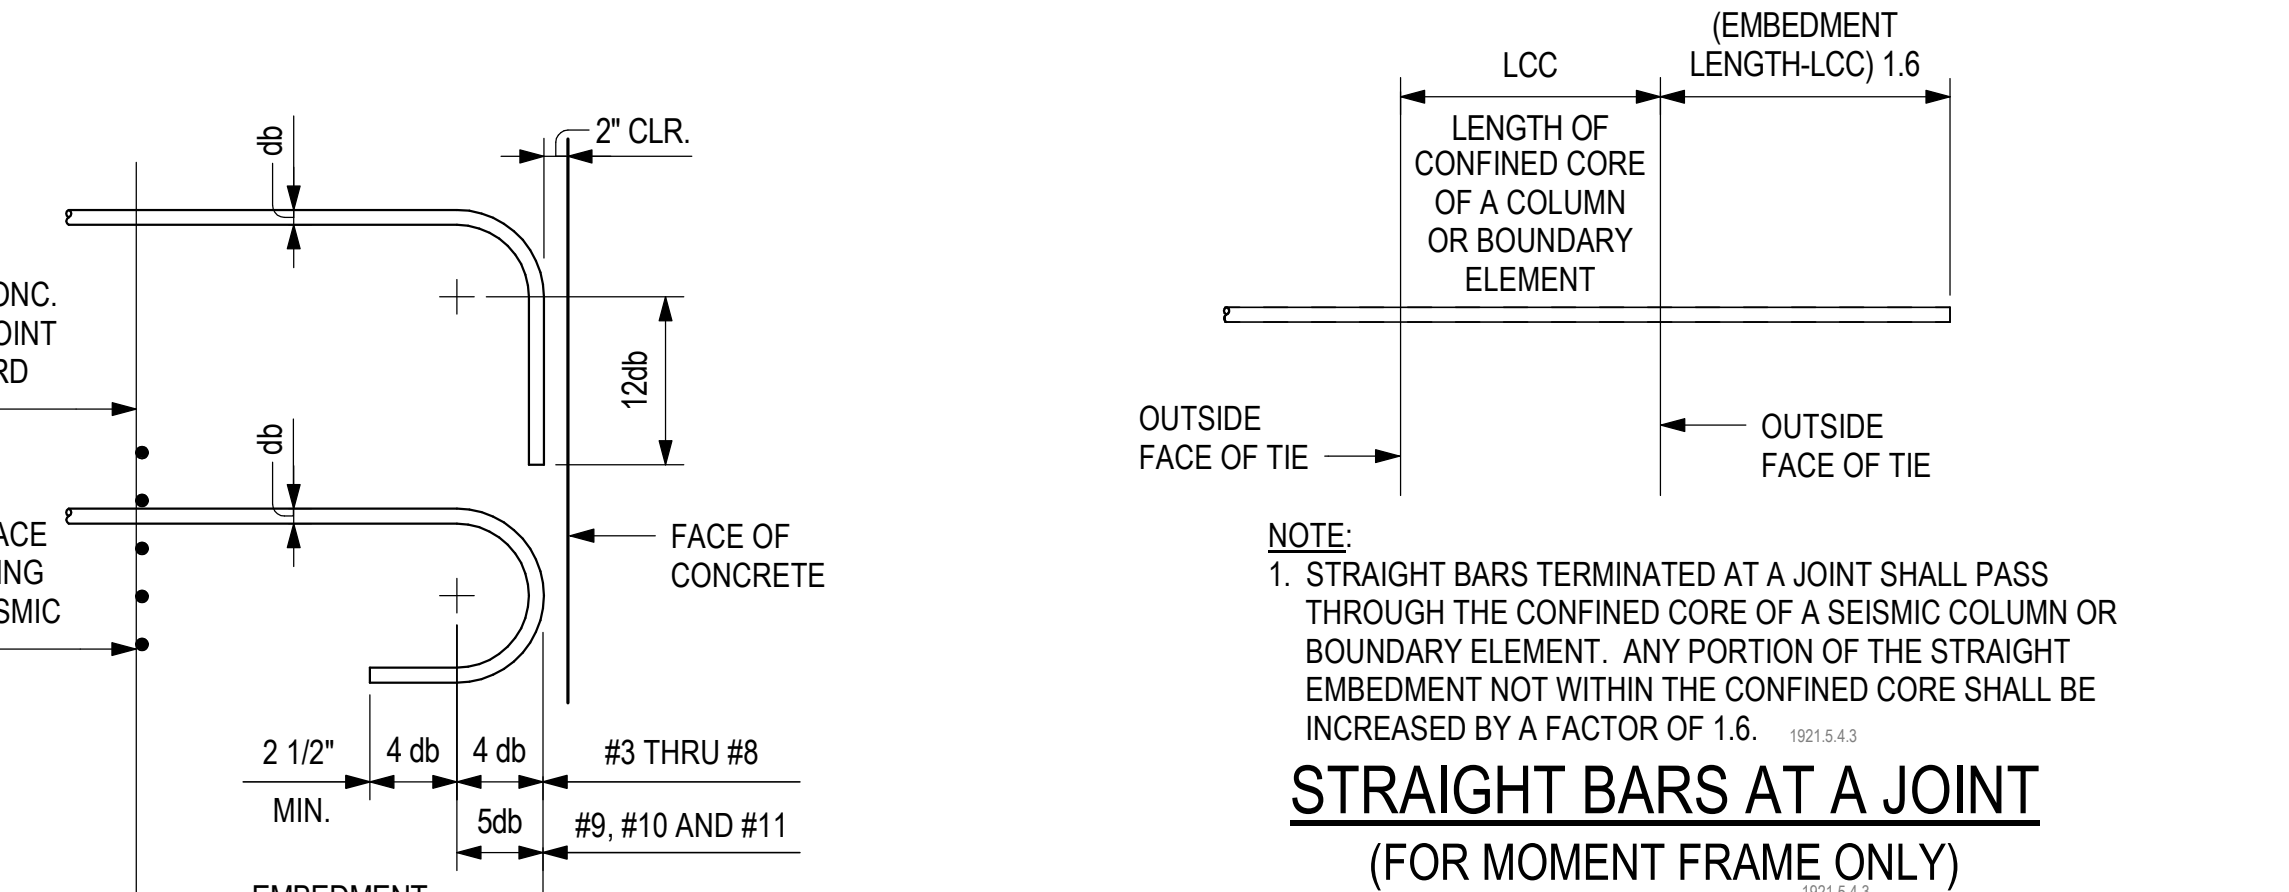 db
2" CLR.
12db
db
FACE OF
CONCRETE
2 1/2"
MIN.
4 db
4 db
#3 THRU #8
5db
#9, #10 AND #11
(EMBEDMENT
LENGTH-LCC) 1.6
LCC
LENGTH OF
CONFINED CORE
OF A COLUMN
OR BOUNDARY
ELEMENT
OUTSIDE
FACE OF TIE
OUTSIDE
FACE OF TIE
NOTE:
1. STRAIGHT BARS TERMINATED AT A JOINT SHALL PASS
THROUGH THE CONFINED CORE OF A SEISMIC COLUMN OR
BOUNDARY ELEMENT. ANY PORTION OF THE STRAIGHT
EMBEDMENT NOT WITHIN THE CONFINED CORE SHALL BE
INCREASED BY A FACTOR OF 1.6. 1921.5.4.3
STRAIGHT BARS AT A JOINT
(FOR MOMENT FRAME ONLY)
1921.5.4.3